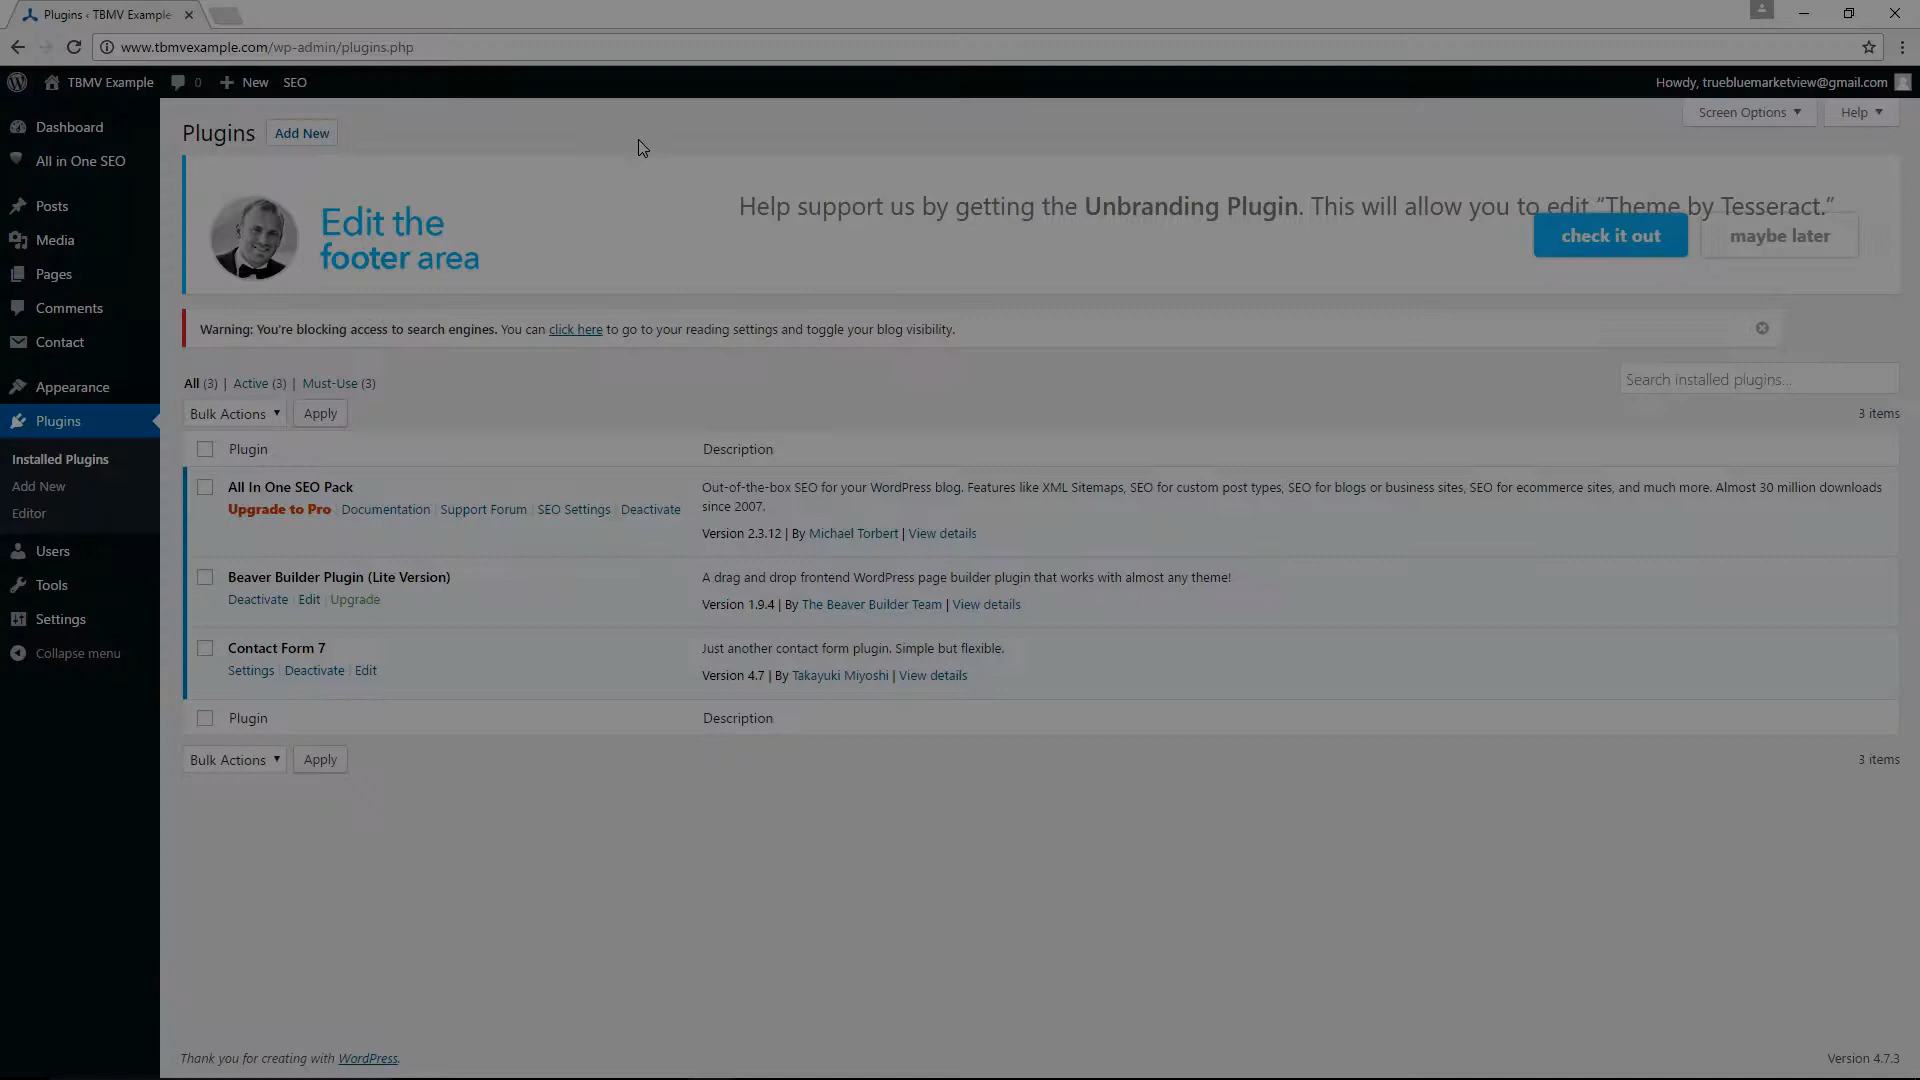 Plugins ‹ TBMV Example
www.tbmvexample.com/wp-admin/plugins.php
TBMV Example 0 New SEO Howdy, truebluemarketview@gmail.com
Screen Options Help
Dashboard
All in One SEO
Posts
Media
Pages
Comments
Contact
Appearance
Plugins
Installed Plugins
Add New
Editor
Users
Tools
Settings
Collapse menu
Plugins Add New
Edit the
footer area
Help support us by getting the Unbranding Plugin. This will allow you to edit “Theme by Tesseract.”
check it out maybe later
Warning: You're blocking access to search engines. You can click here to go to your reading settings and toggle your blog visibility.
All (3) | Active (3) | Must-Use (3)
Search installed plugins...
Bulk Actions Apply 3 items
Plugin Description
All In One SEO Pack
Upgrade to Pro | Documentation | Support Forum | SEO Settings | Deactivate
Out-of-the-box SEO for your WordPress blog. Features like XML Sitemaps, SEO for custom post types, SEO for blogs or business sites, SEO for ecommerce sites, and much more. Almost 30 million downloads
since 2007.
Version 2.3.12 | By Michael Torbert | View details
Beaver Builder Plugin (Lite Version)
Deactivate | Edit | Upgrade
A drag and drop frontend WordPress page builder plugin that works with almost any theme!
Version 1.9.4 | By The Beaver Builder Team | View details
Contact Form 7
Settings | Deactivate | Edit
Just another contact form plugin. Simple but flexible.
Version 4.7 | By Takayuki Miyoshi | View details
Plugin Description
Bulk Actions Apply 3 items
Thank you for creating with WordPress. Version 4.7.3